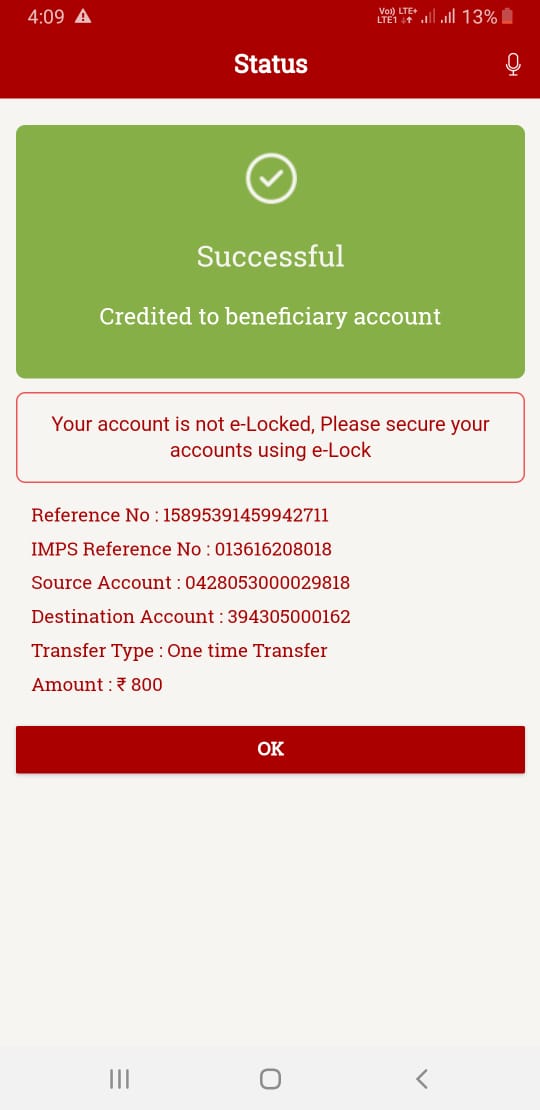 4:09
Vo)) LTE+
LTE1 ↓↑
13%
Status
Successful
Credited to beneficiary account
Your account is not e-Locked, Please secure your
accounts using e-Lock
Reference No : 15895391459942711
IMPS Reference No : 013616208018
Source Account : 0428053000029818
Destination Account : 394305000162
Transfer Type : One time Transfer
Amount : ₹ 800
OK